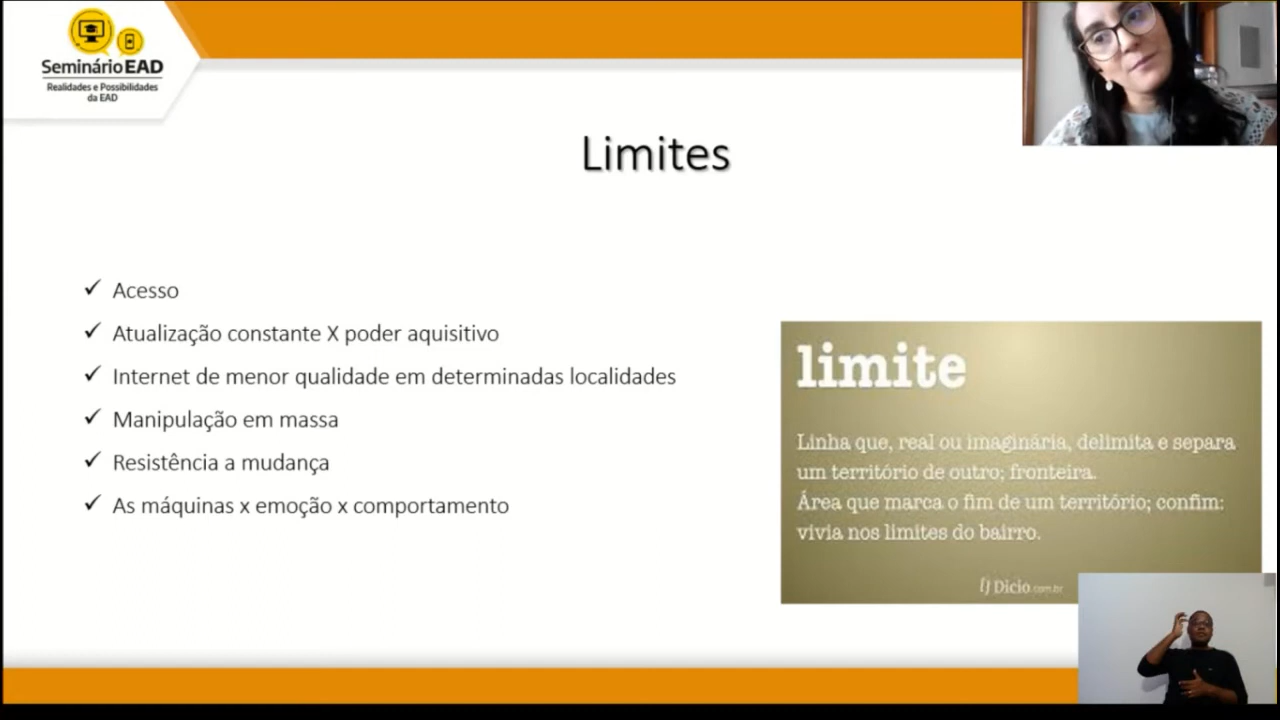 Seminário EAD
Realidades e Possibilidades
da EAD
Limites
Acesso
Atualização constante X poder aquisitivo
Internet de menor qualidade em determinadas localidades
Manipulação em massa
Resistência a mudança
As máquinas x emoção x comportamento
limite
Linha que, real ou imaginária, delimita e separa
um território de outro; fronteira.
Área que marca o fim de um território; confim:
vivia nos limites do bairro.
Dicio.com.br